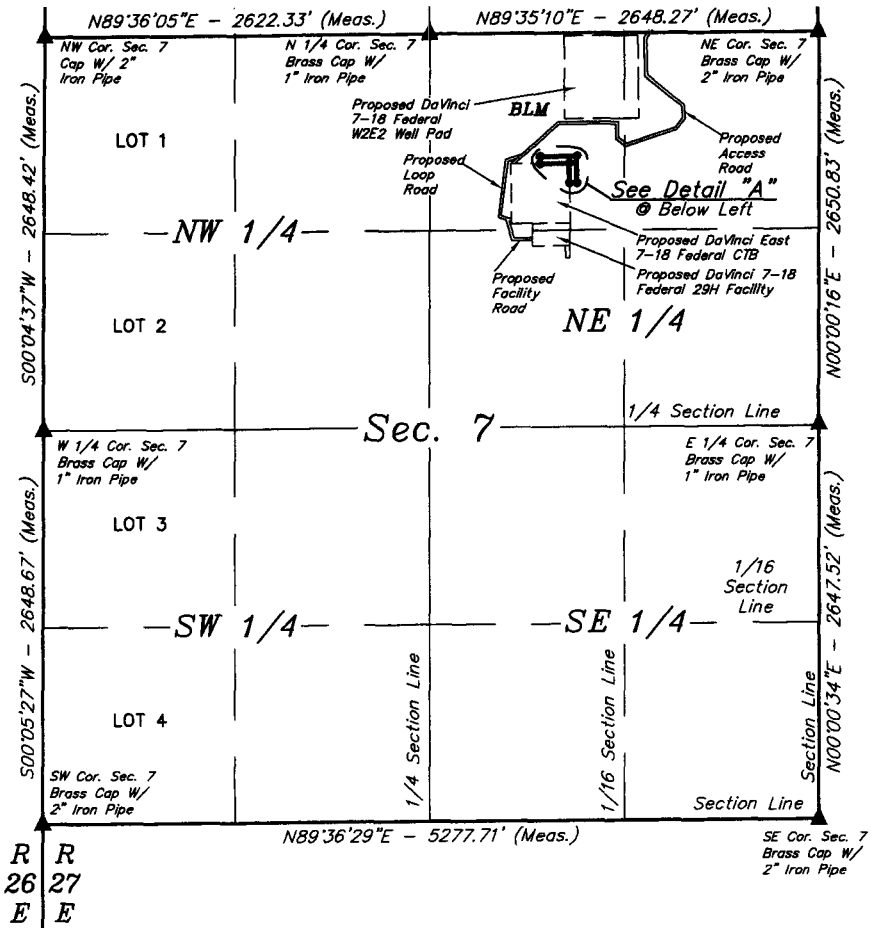 N89°36'05"E - 2622.33' (Meas.)
N89°35'10"E - 2648.27' (Meas.)
NW Cor. Sec. 7
Cap W/ 2"
Iron Pipe
N 1/4 Cor. Sec. 7
Brass Cap W/
1" Iron Pipe
NE Cor. Sec. 7
Brass Cap W/
2" Iron Pipe
S00°04'37"W - 2648.42' (Meas.)
LOT 1
Proposed DaVinci
7-18 Federal
W2E2 Well Pad
BLM
Proposed
Access
Road
Proposed
Loop
Road
See Detail "A"
@ Below Left
N00°00'16"E - 2650.83' (Meas.)
NW 1/4
Proposed DaVinci East
7-18 Federal CTB
Proposed DaVinci 7-18
Federal 29H Facility
Proposed
Facility
Road
LOT 2
NE 1/4
1/4 Section Line
Sec. 7
W 1/4 Cor. Sec. 7
Brass Cap W/
1" Iron Pipe
E 1/4 Cor. Sec. 7
Brass Cap W/
1" Iron Pipe
S00°05'27"W - 2648.67' (Meas.)
LOT 3
1/16
Section
Line
N00°00'34"E - 2647.52' (Meas.)
SW 1/4
SE 1/4
LOT 4
1/4 Section Line
1/16 Section Line
Section Line
SW Cor. Sec. 7
Brass Cap W/
2" Iron Pipe
Section Line
N89°36'29"E - 5277.71' (Meas.)
SE Cor. Sec. 7
Brass Cap W/
2" Iron Pipe
R R
26 27
E E